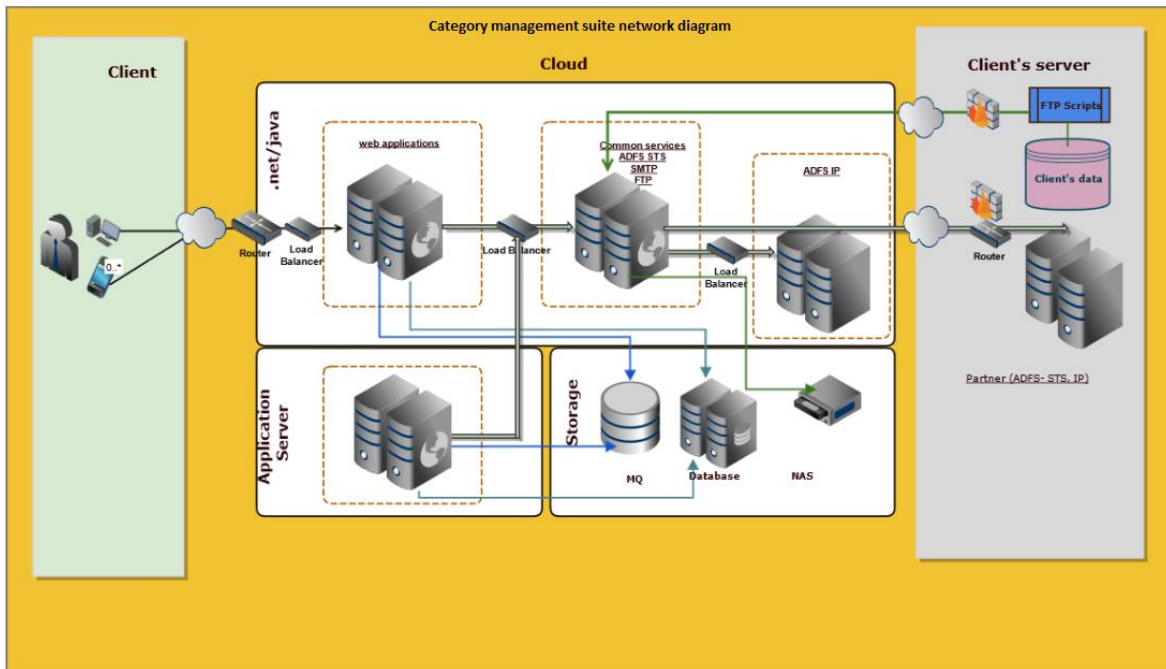 Category management suite network diagram
Client
Cloud
Client's server
.net/java
web applications
Common services
ADFS STS
SMTP
FTP
ADFS IP
FTP Scripts
Client's data
0..*
Router
Load
Balancer
Load Balancer
Load
Balancer
Router
Partner (ADFS- STS, IP)
Application
Server
Storage
MQ
Database
NAS